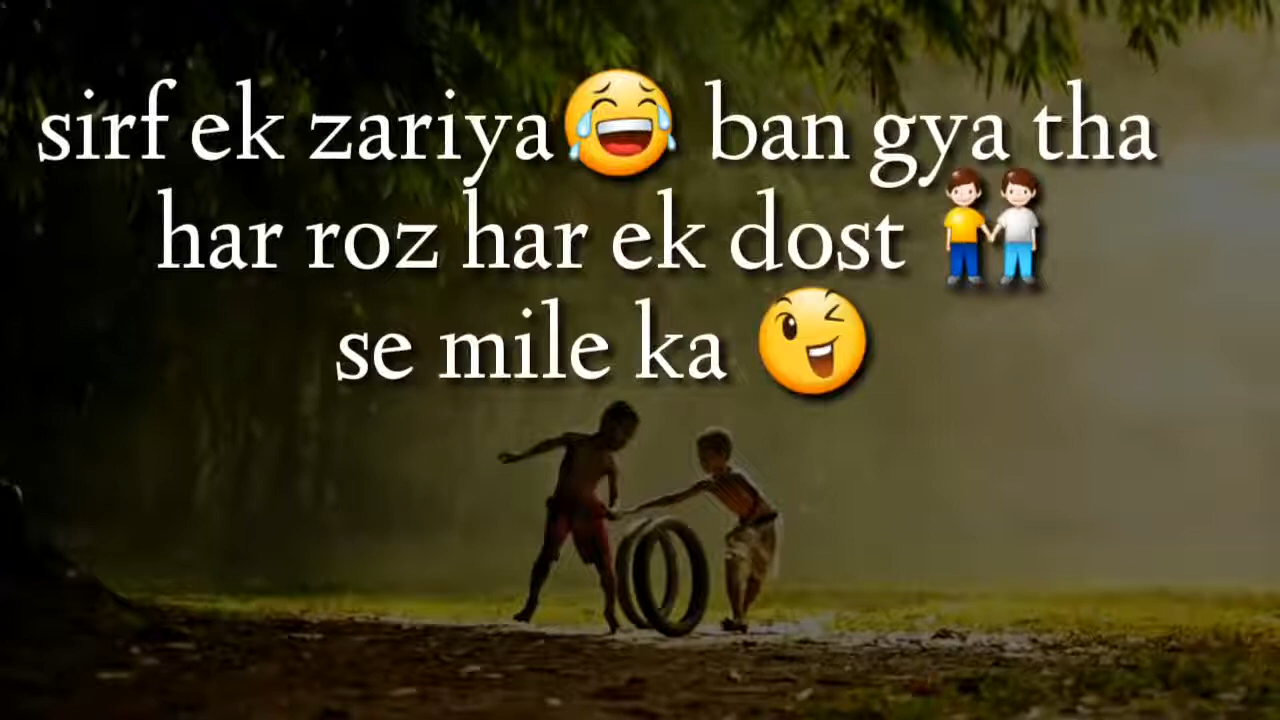 sirf ek zariya😂 ban gya tha
har roz har ek dost 👬
se mile ka 😉